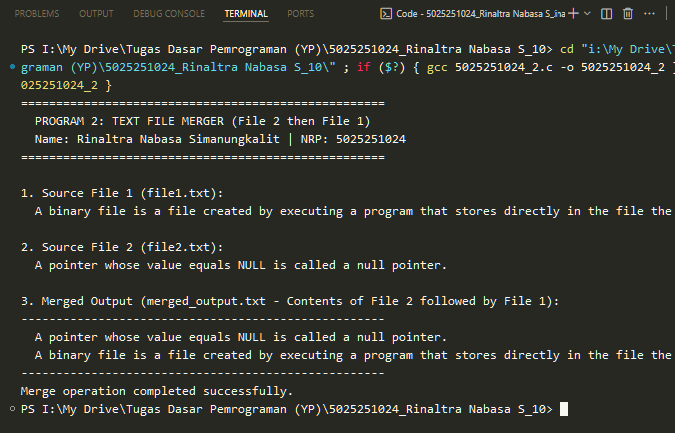 PROBLEMS OUTPUT DEBUG CONSOLE TERMINAL PORTS Code - 5025251024_Rinaltra Nabasa S_
PS I:\My Drive\Tugas Dasar Pemrograman (YP)\5025251024_Rinaltra Nabasa S_10> cd "i:\My Drive\
graman (YP)\5025251024_Rinaltra Nabasa S_10\" ; if ($?) { gcc 5025251024_2.c -o 5025251024_2 }
025251024_2 }
====================================================
PROGRAM 2: TEXT FILE MERGER (File 2 then File 1)
Name: Rinaltra Nabasa Simanungkalit | NRP: 5025251024
====================================================
1. Source File 1 (file1.txt):
A binary file is a file created by executing a program that stores directly in the file the
2. Source File 2 (file2.txt):
A pointer whose value equals NULL is called a null pointer.
3. Merged Output (merged_output.txt - Contents of File 2 followed by File 1):
----------------------------------------------------
A pointer whose value equals NULL is called a null pointer.
A binary file is a file created by executing a program that stores directly in the file the
----------------------------------------------------
Merge operation completed successfully.
PS I:\My Drive\Tugas Dasar Pemrograman (YP)\5025251024_Rinaltra Nabasa S_10>